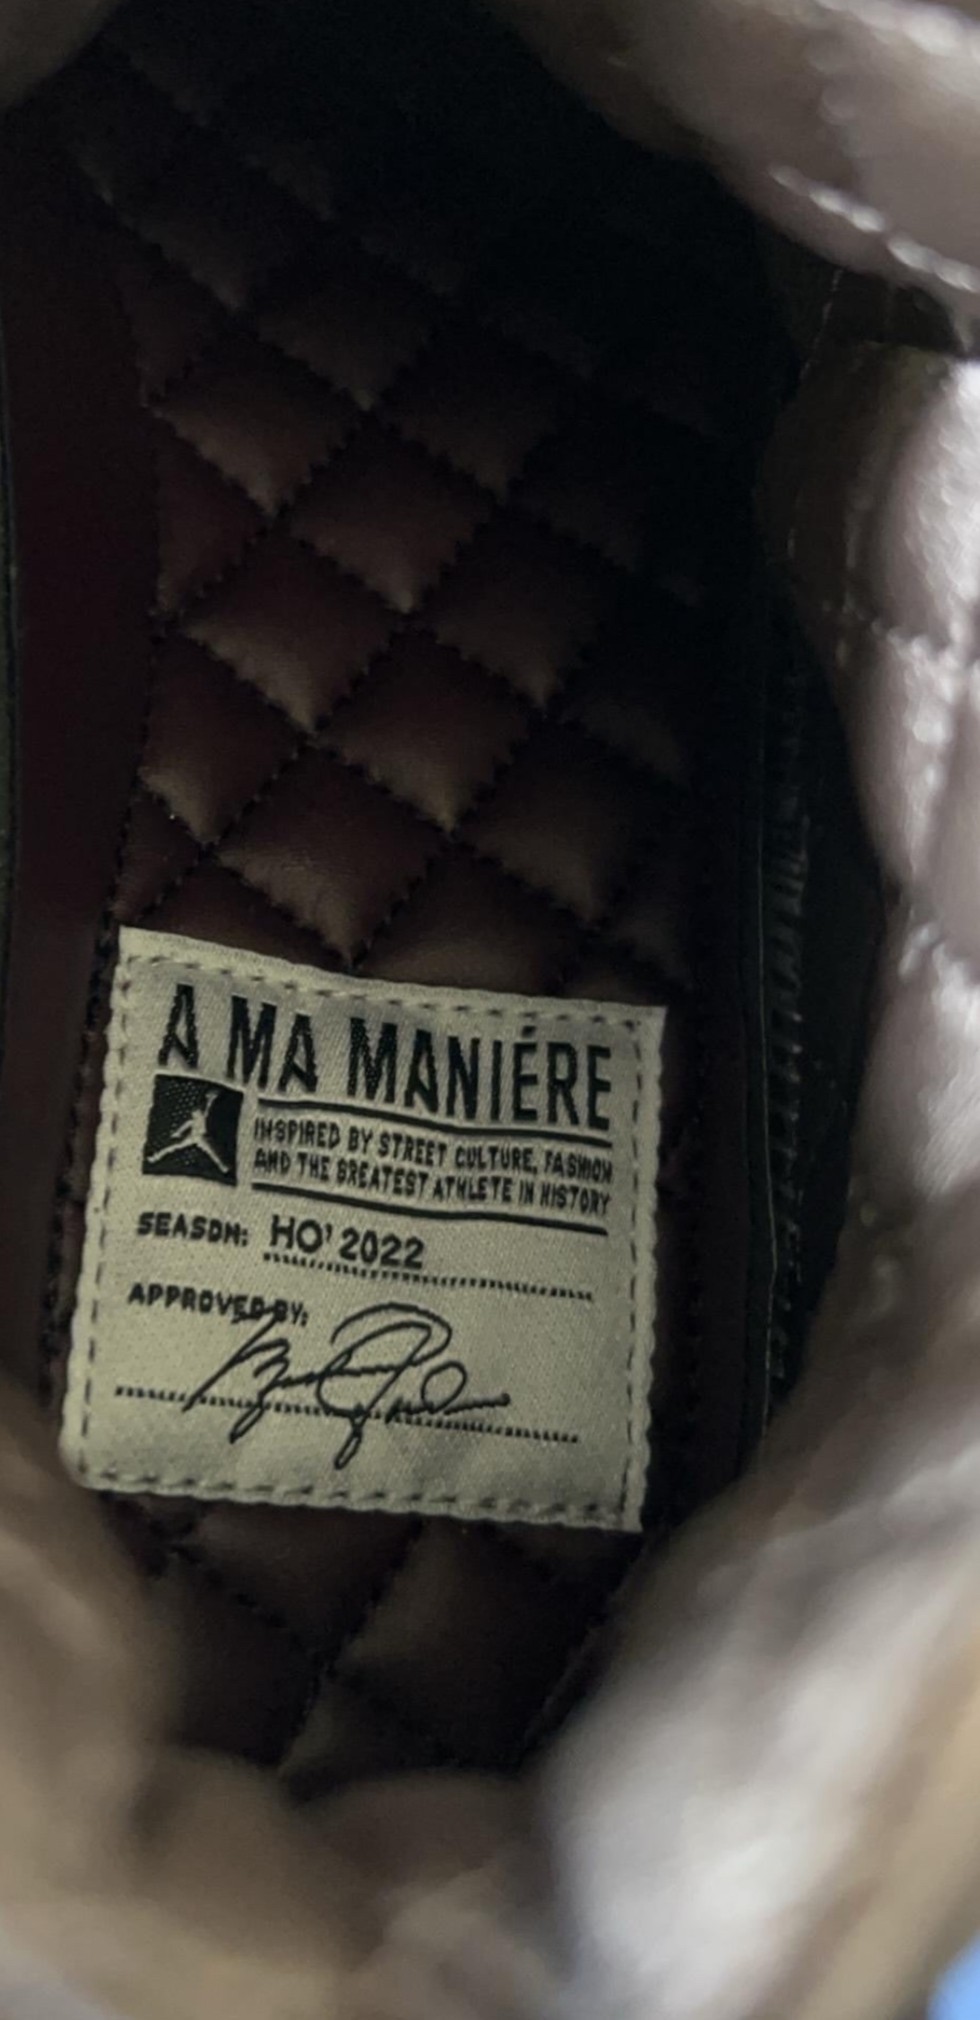 A MA MANIÉRE
INSPIRED BY STREET CULTURE, FASHION
AND THE GREATEST ATHLETE IN HISTORY
SEASON: HO' 2022
APPROVED BY: